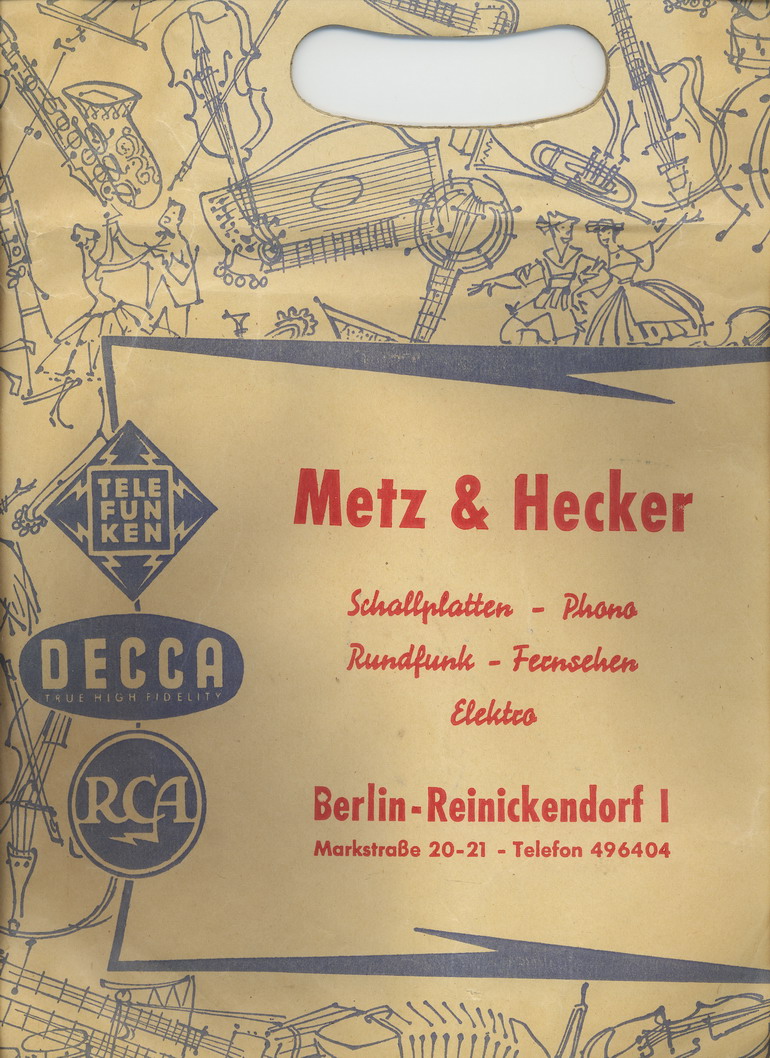 TELE
FUN
KEN
DECCA
TRUE HIGH FIDELITY
RCA
Metz & Hecker
Schallplatten - Phono
Rundfunk - Fernsehen
Elektro
Berlin-Reinickendorf I
Markstraße 20-21 - Telefon 496404